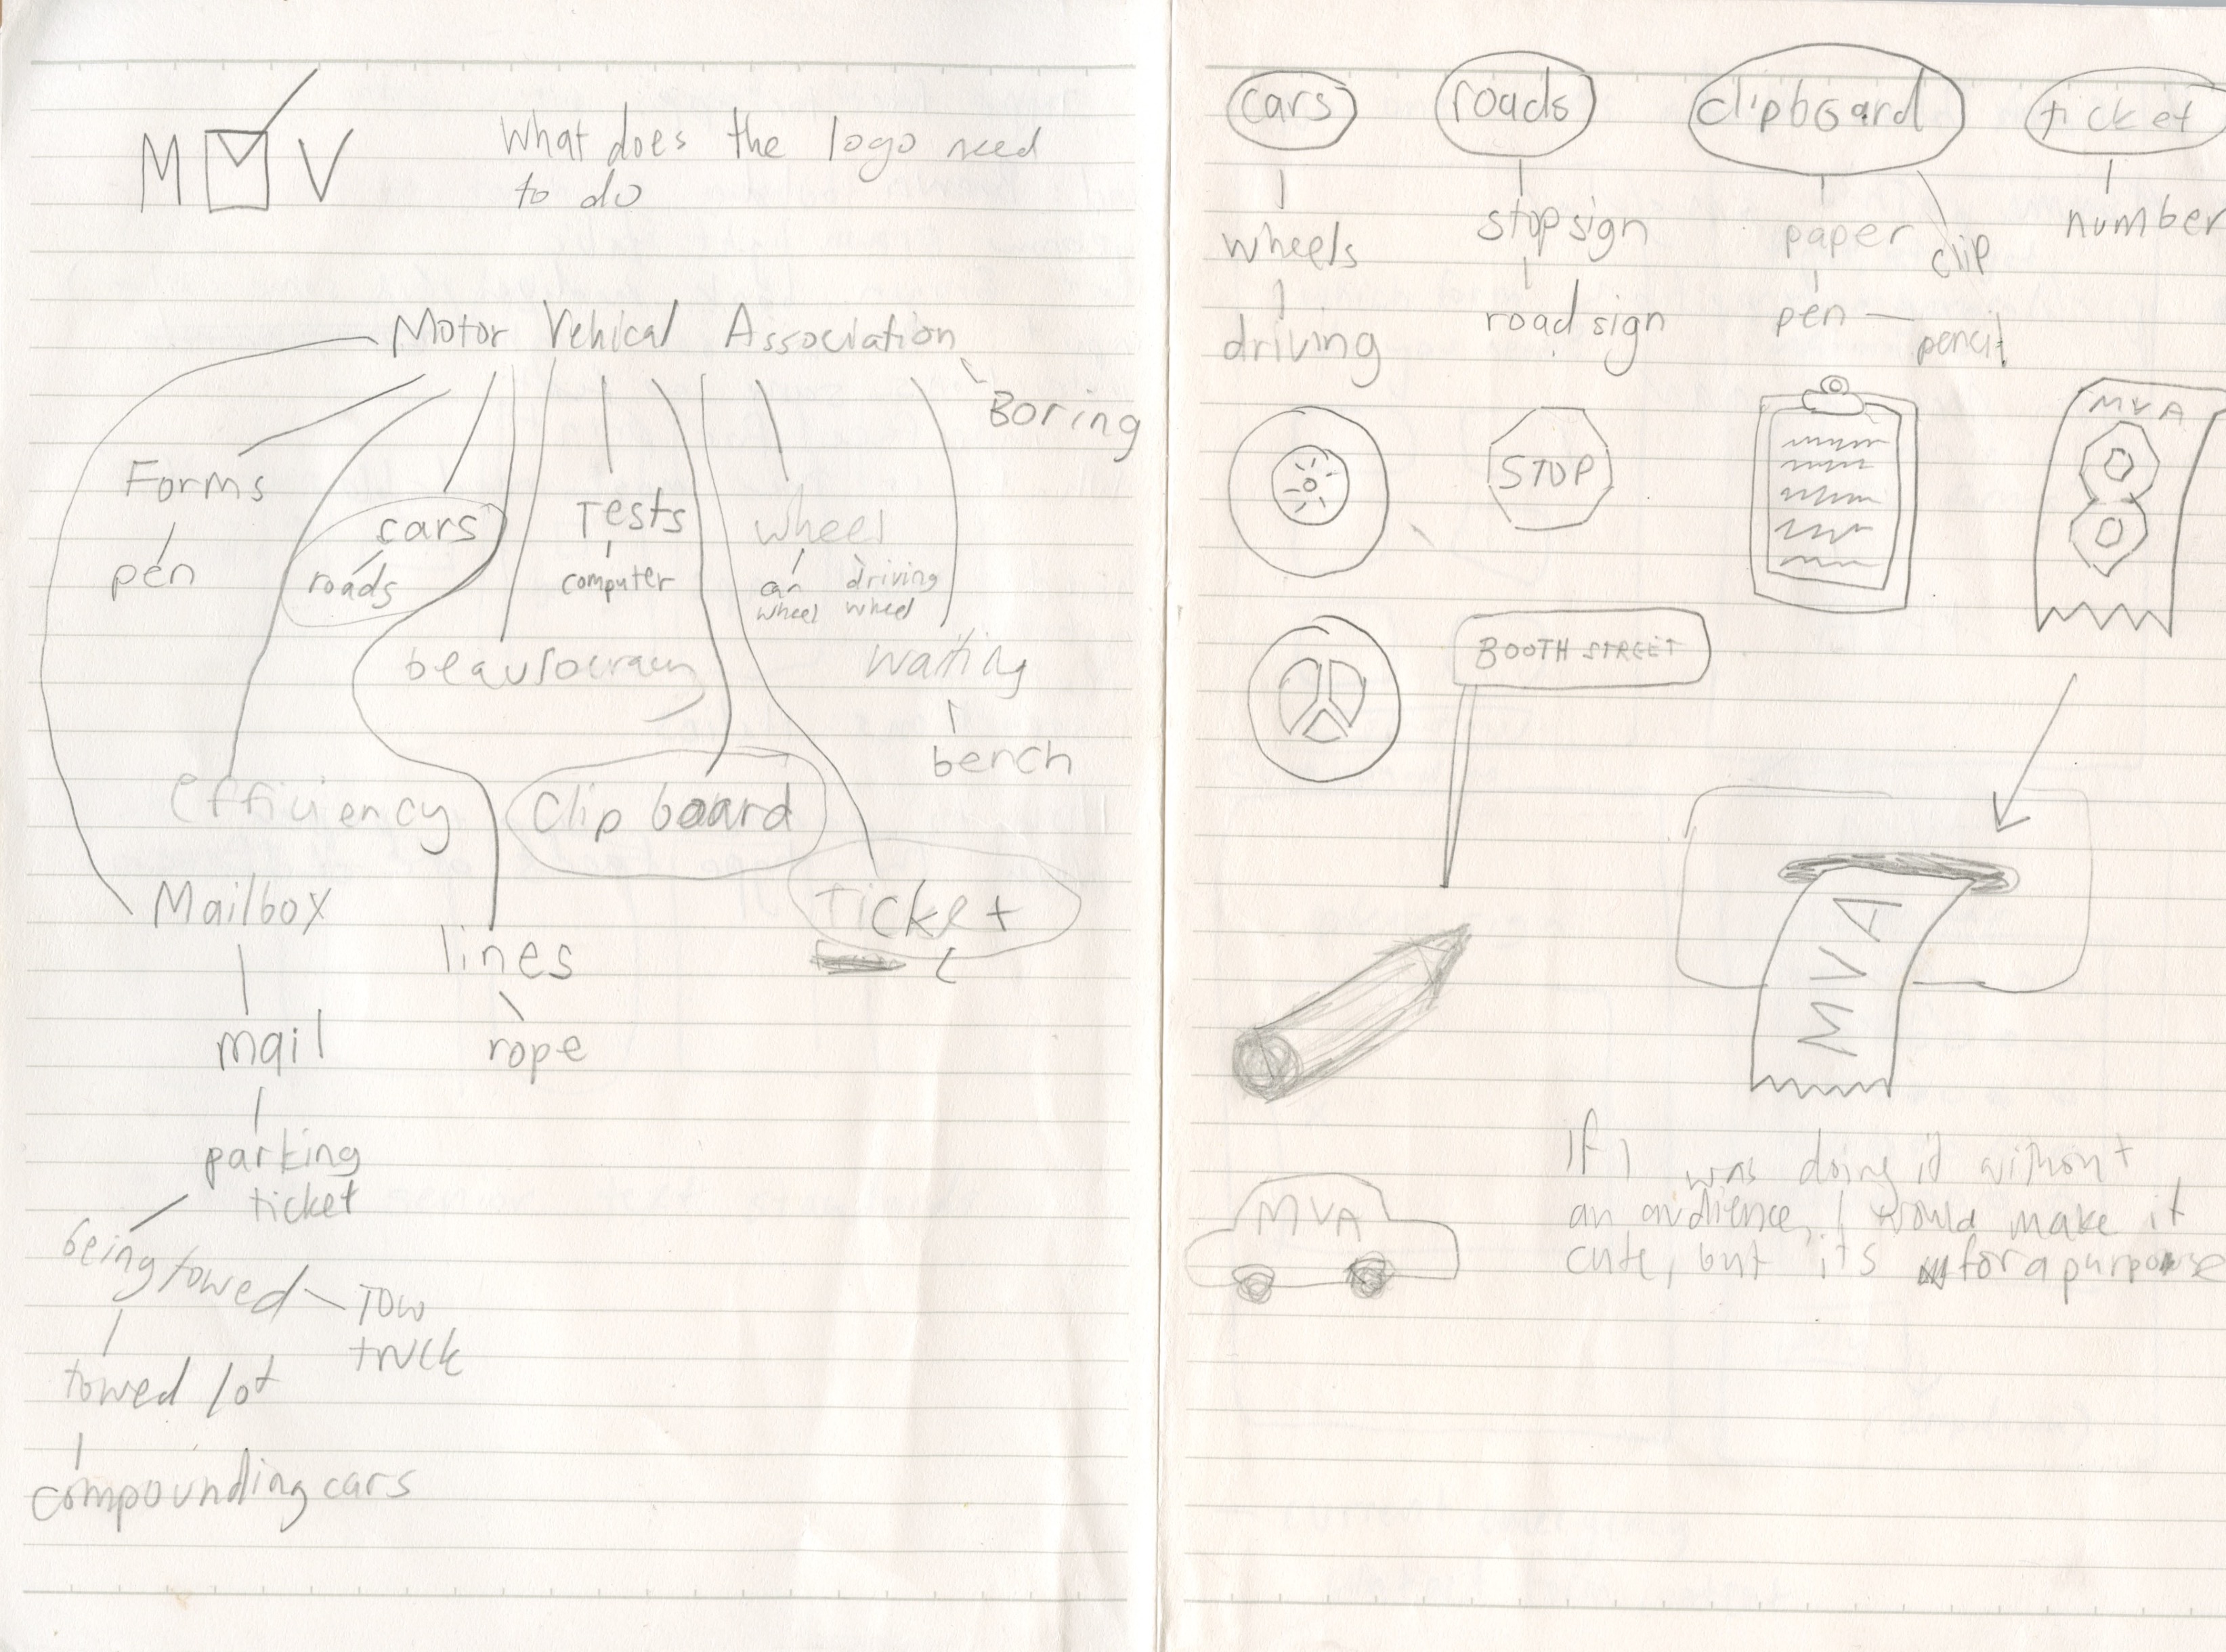 M V
What does the logo need
to do
Motor Vehical Association
Boring
Forms
pen
cars
roads
Tests
computer
wheel
car
wheel
driving
wheel
beausocracy
waiting
bench
efficiency
Clip board
Mailbox
lines
Ticket
mail
rope
parking
ticket
being towed
Tow
truck
towed lot
compounding cars
cars
wheels
driving
roads
stop sign
road sign
clipboard
paper
clip
pen
pencil
ticket
number
STOP
MVA
8
BOOTH STREET
MVA
MVA
If I was doing it without
an audience, I would make it
cute, but its for a purpose